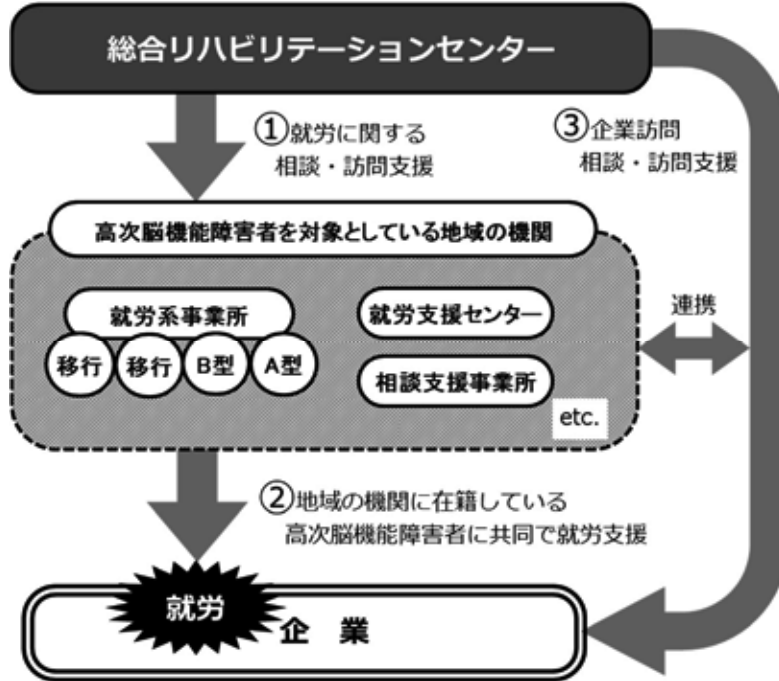 総合リハビリテーションセンター
①就労に関する
相談・訪問支援
③企業訪問
相談・訪問支援
高次脳機能障害者を対象としている地域の機関
就労系事業所
移行
移行
B型
A型
就労支援センター
相談支援事業所
etc.
連携
②地域の機関に在籍している
高次脳機能障害者に共同で就労支援
就労
企 業